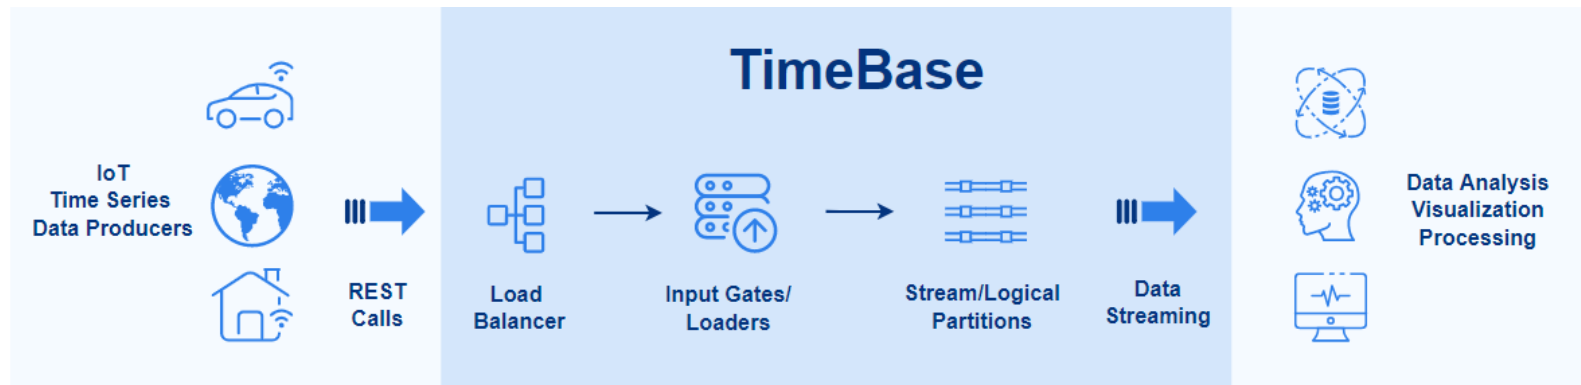 TimeBase
IoT
Time Series
Data Producers
REST
Calls
Load
Balancer
Input Gates/
Loaders
Stream/Logical
Partitions
Data
Streaming
Data Analysis
Visualization
Processing